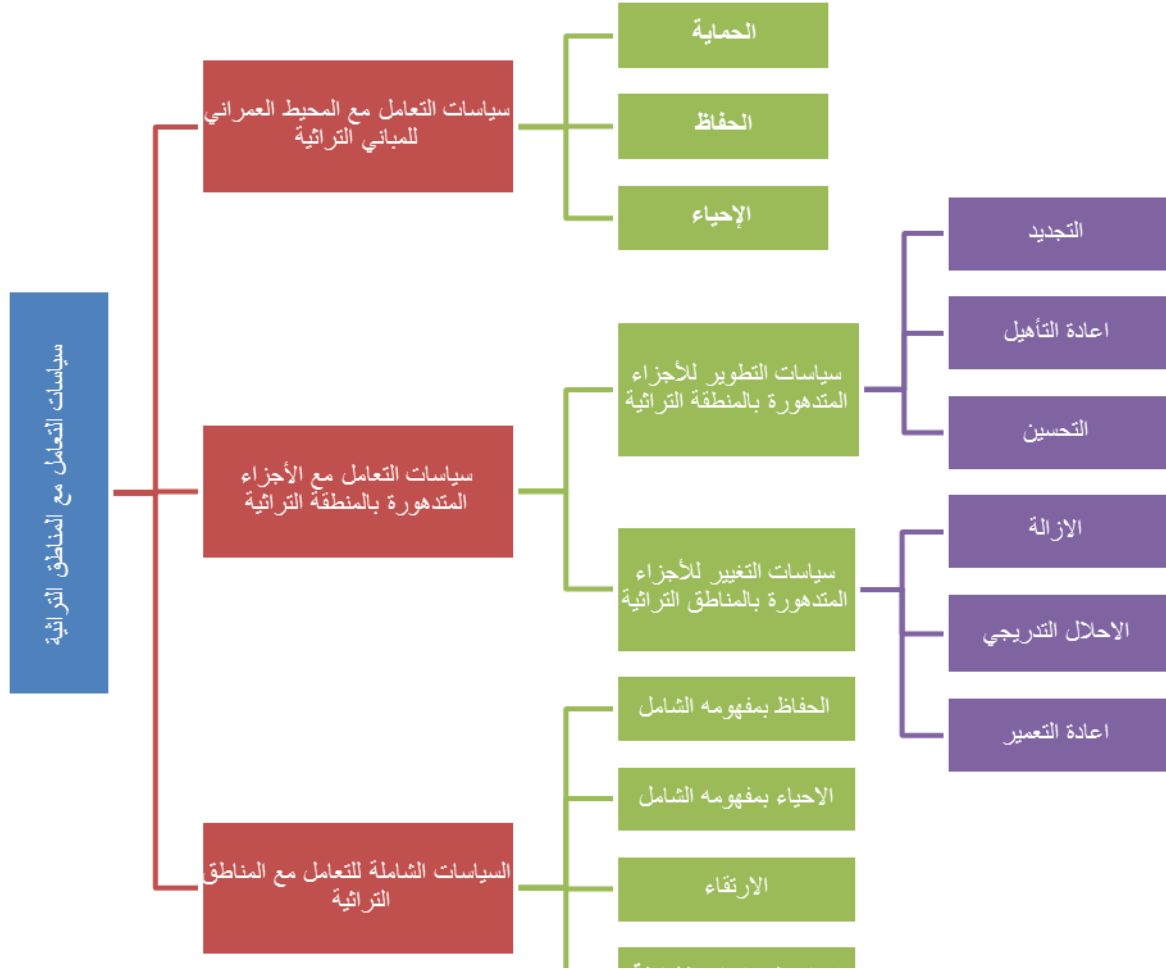 سياسات التعامل مع المناطق التراثية
سياسات التعامل مع المحيط العمراني
للمباني التراثية
الحماية
الحفاظ
الإحياء
سياسات التعامل مع الأجزاء
المتدهورة بالمنطقة التراثية
سياسات التطوير للأجزاء
المتدهورة بالمنطقة التراثية
التجديد
اعادة التأهيل
التحسين
سياسات التغيير للأجزاء
المتدهورة بالمناطق التراثية
الازالة
الاحلال التدريجي
اعادة التعمير
السياسات الشاملة للتعامل مع المناطق
التراثية
الحفاظ بمفهومه الشامل
الاحياء بمفهومه الشامل
الارتقاء